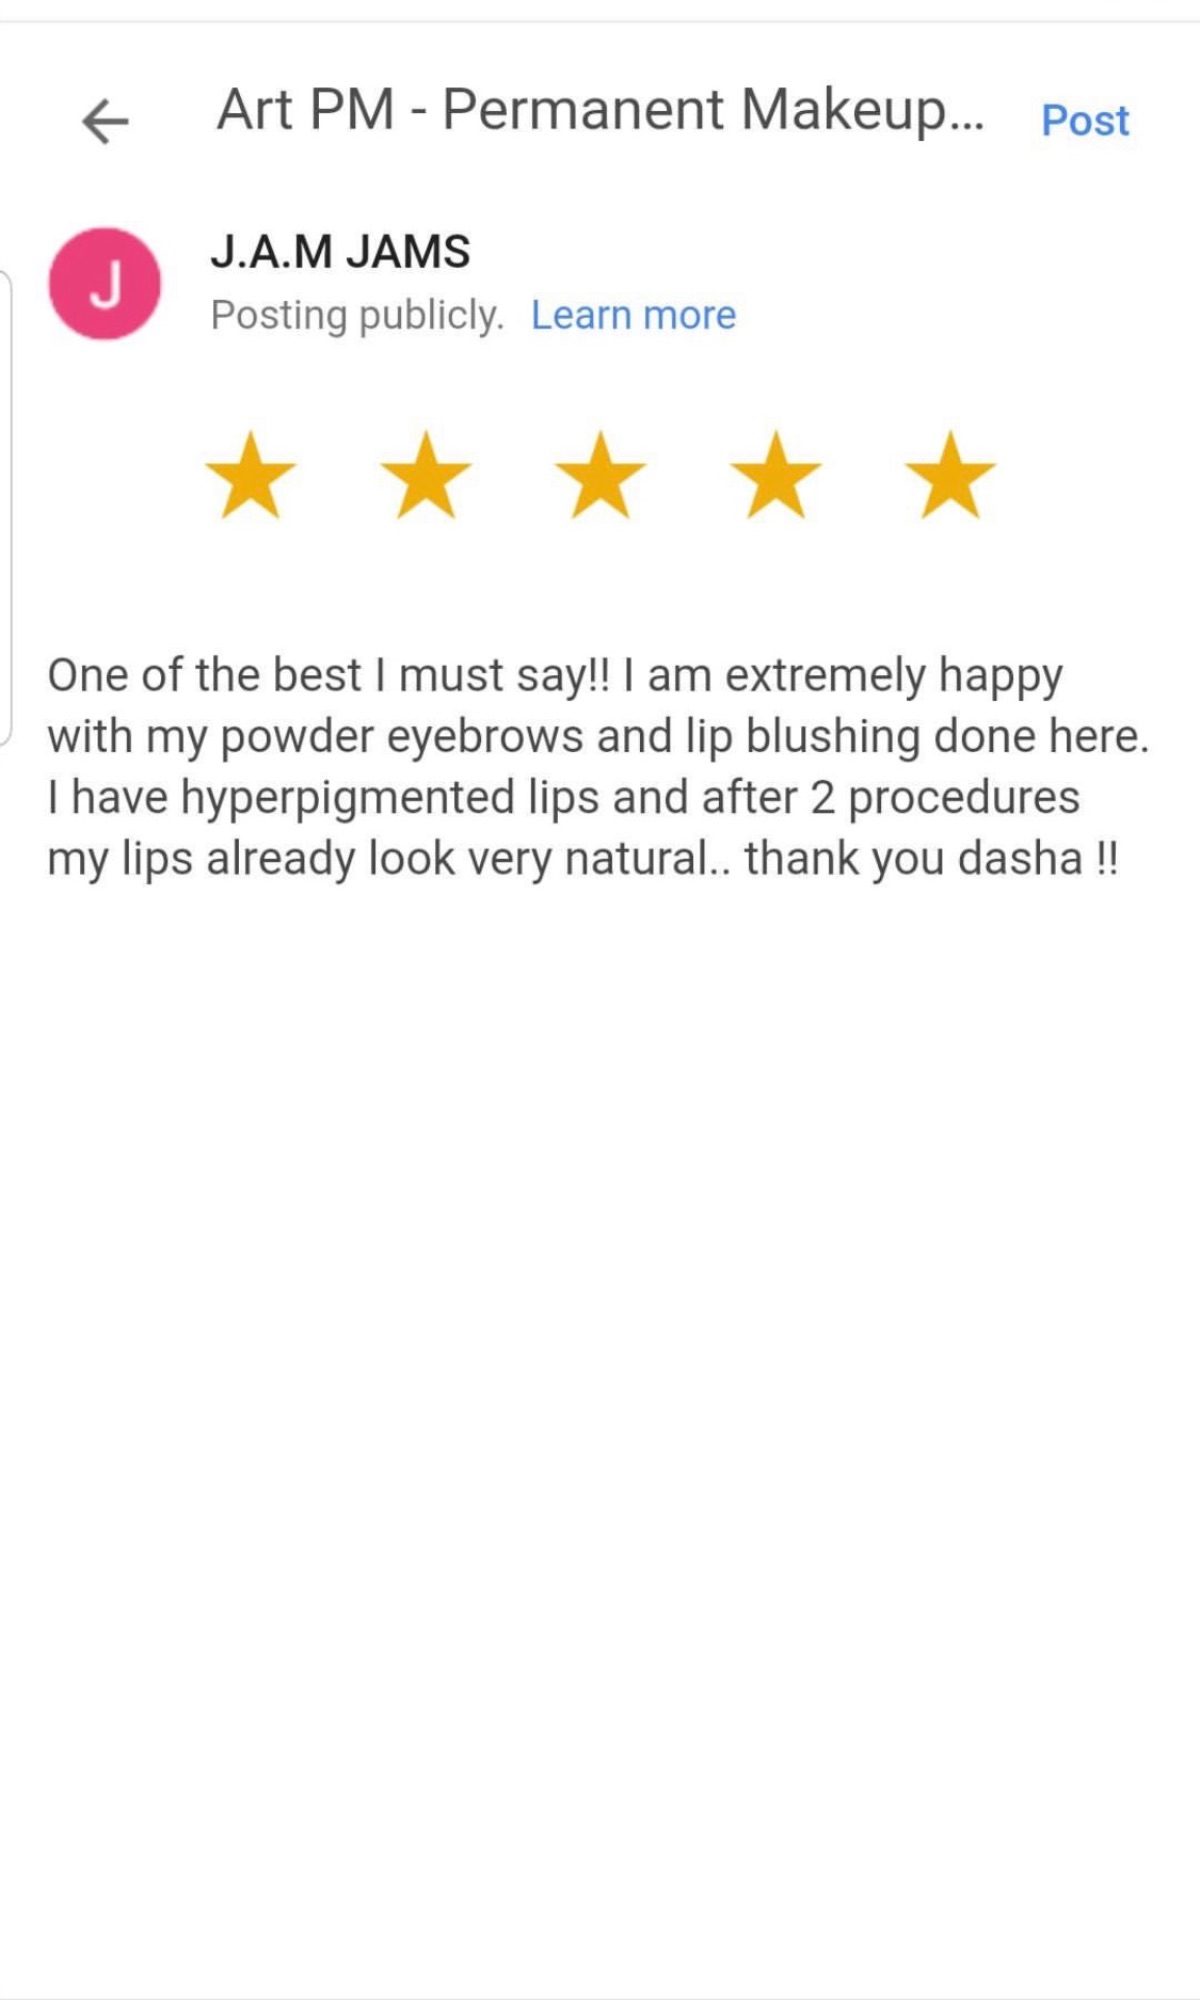 Art PM - Permanent Makeup...
Post
J
J.A.M JAMS
Posting publicly. Learn more
One of the best I must say!! I am extremely happy
with my powder eyebrows and lip blushing done here.
I have hyperpigmented lips and after 2 procedures
my lips already look very natural.. thank you dasha !!